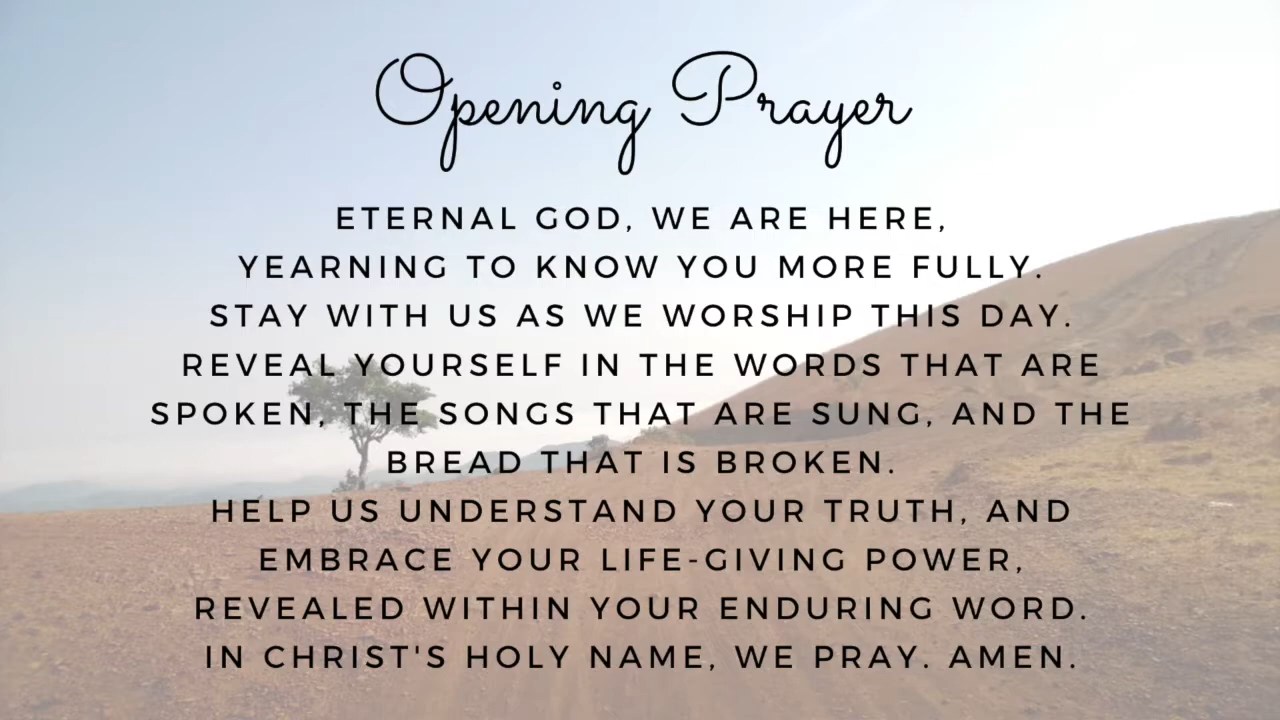 Opening Prayer
ETERNAL GOD, WE ARE HERE,
YEARNING TO KNOW YOU MORE FULLY.
STAY WITH US AS WE WORSHIP THIS DAY.
REVEAL YOURSELF IN THE WORDS THAT ARE
SPOKEN, THE SONGS THAT ARE SUNG, AND THE
BREAD THAT IS BROKEN.
HELP US UNDERSTAND YOUR TRUTH, AND
EMBRACE YOUR LIFE-GIVING POWER,
REVEALED WITHIN YOUR ENDURING WORD.
IN CHRIST'S HOLY NAME, WE PRAY. AMEN.